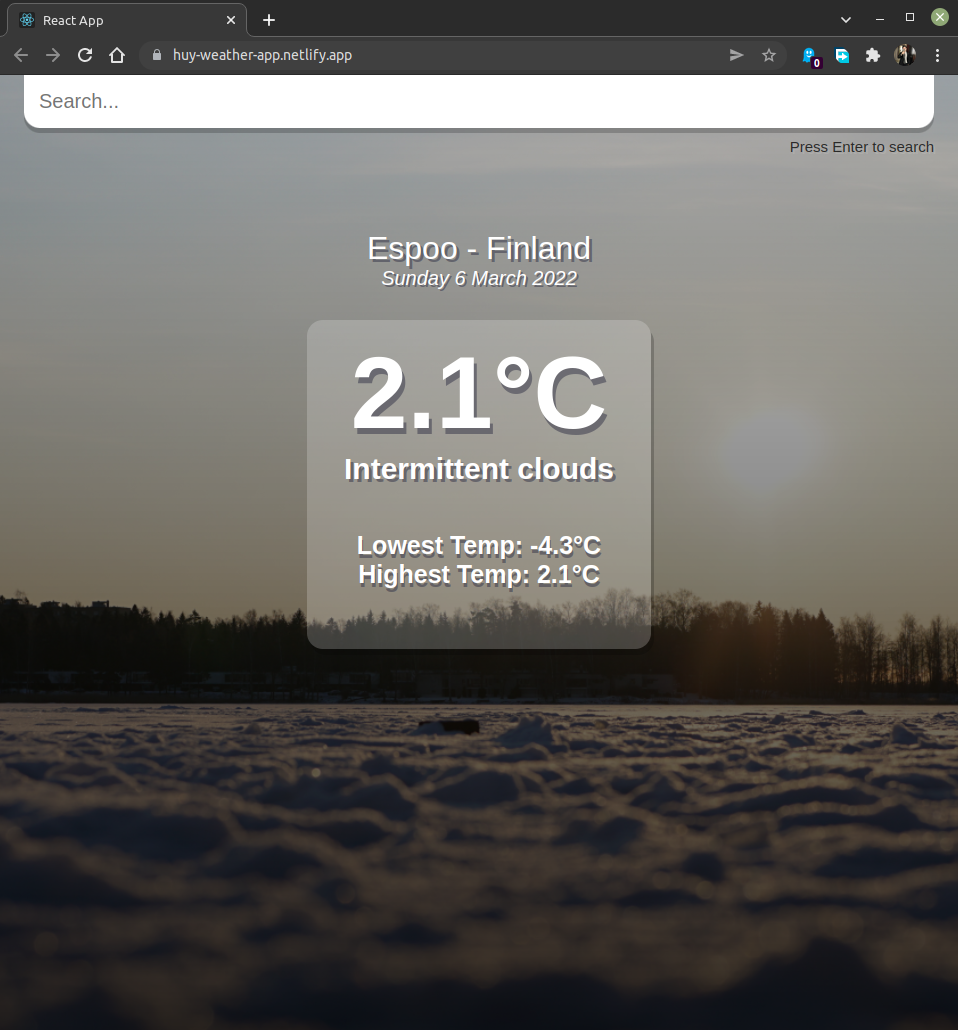 React App
huy-weather-app.netlify.app
0
Search...
Press Enter to search
Espoo - Finland
Sunday 6 March 2022
2.1°C
Intermittent clouds
Lowest Temp: -4.3°C
Highest Temp: 2.1°C